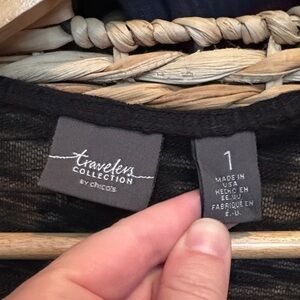 travelers
COLLECTION
BY chico's
1
MADE IN
USA
HECHO EN
EE.UU
FABRIQUÉ EN
É.-U.